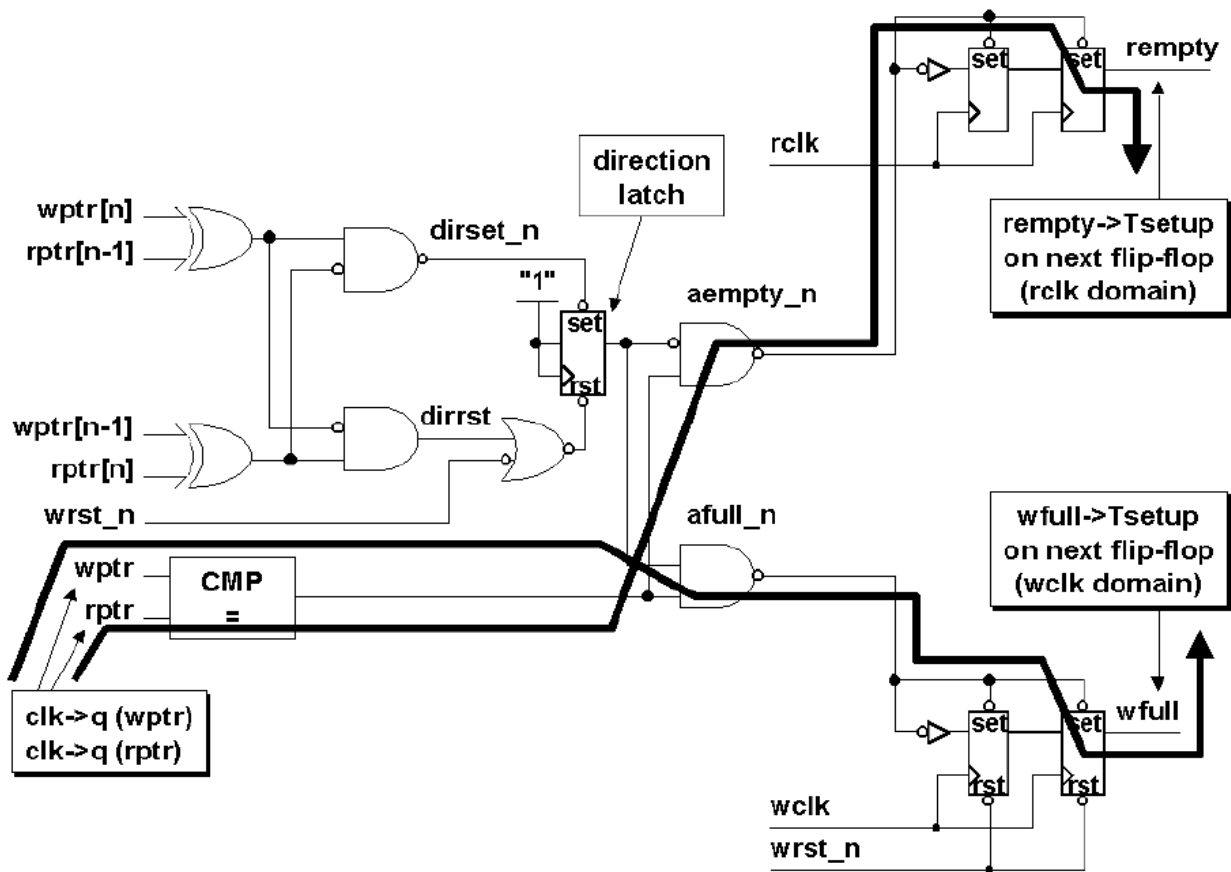 set
set
rempty
rclk
direction
latch
wptr[n]
rptr[n-1]
dirset_n
"1"
aempty_n
rempty->Tsetup
on next flip-flop
(rclk domain)
set
rst
wptr[n-1]
rptr[n]
dirrst
wrst_n
afull_n
wfull->Tsetup
on next flip-flop
(wclk domain)
wptr
rptr
CMP
=
clk->q (wptr)
clk->q (rptr)
set
set
wfull
rst
rst
wclk
wrst_n